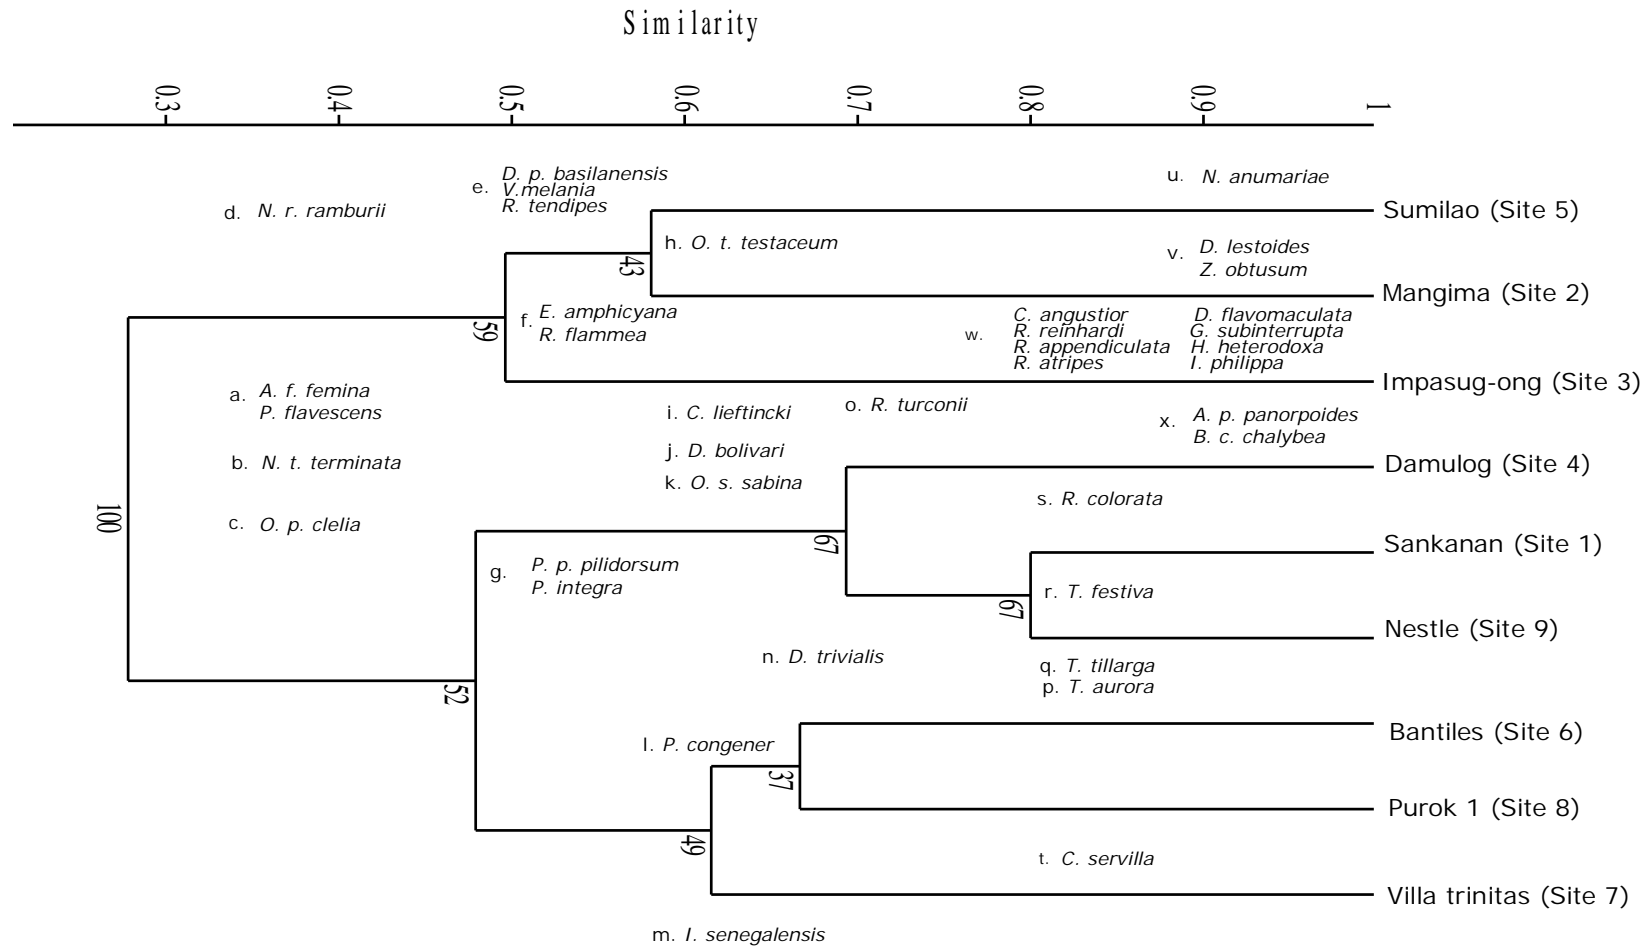 Similarity
0.3 0.4 0.5 0.6 0.7 0.8 0.9 1
e. D. p. basilanensis
V.melania
R. tendipes
u. N. anumariae
d. N. r. ramburii
Sumilao (Site 5)
h. O. t. testaceum
v. D. lestoides
Z. obtusum
43
Mangima (Site 2)
f. E. amphicyana
R. flammea
59
w. C. angustior D. flavomaculata
R. reinhardi G. subinterrupta
R. appendiculata H. heterodoxa
R. atripes I. philippa
Impasug-ong (Site 3)
a. A. f. femina
P. flavescens
i. C. lieftincki
o. R. turconii
x. A. p. panorpoides
B. c. chalybea
b. N. t. terminata
j. D. bolivari
k. O. s. sabina
Damulog (Site 4)
s. R. colorata
100
c. O. p. clelia
67
Sankanan (Site 1)
g. P. p. pilidorsum
P. integra
r. T. festiva
67
Nestle (Site 9)
n. D. trivialis
q. T. tillarga
p. T. aurora
52
l. P. congener
Bantiles (Site 6)
37
Purok 1 (Site 8)
49
t. C. servilla
Villa trinitas (Site 7)
m. I. senegalensis